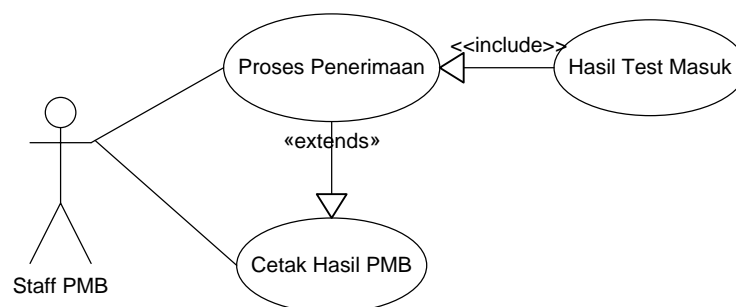 Proses Penerimaan
<<include>>
Hasil Test Masuk
«extends»
Cetak Hasil PMB
Staff PMB